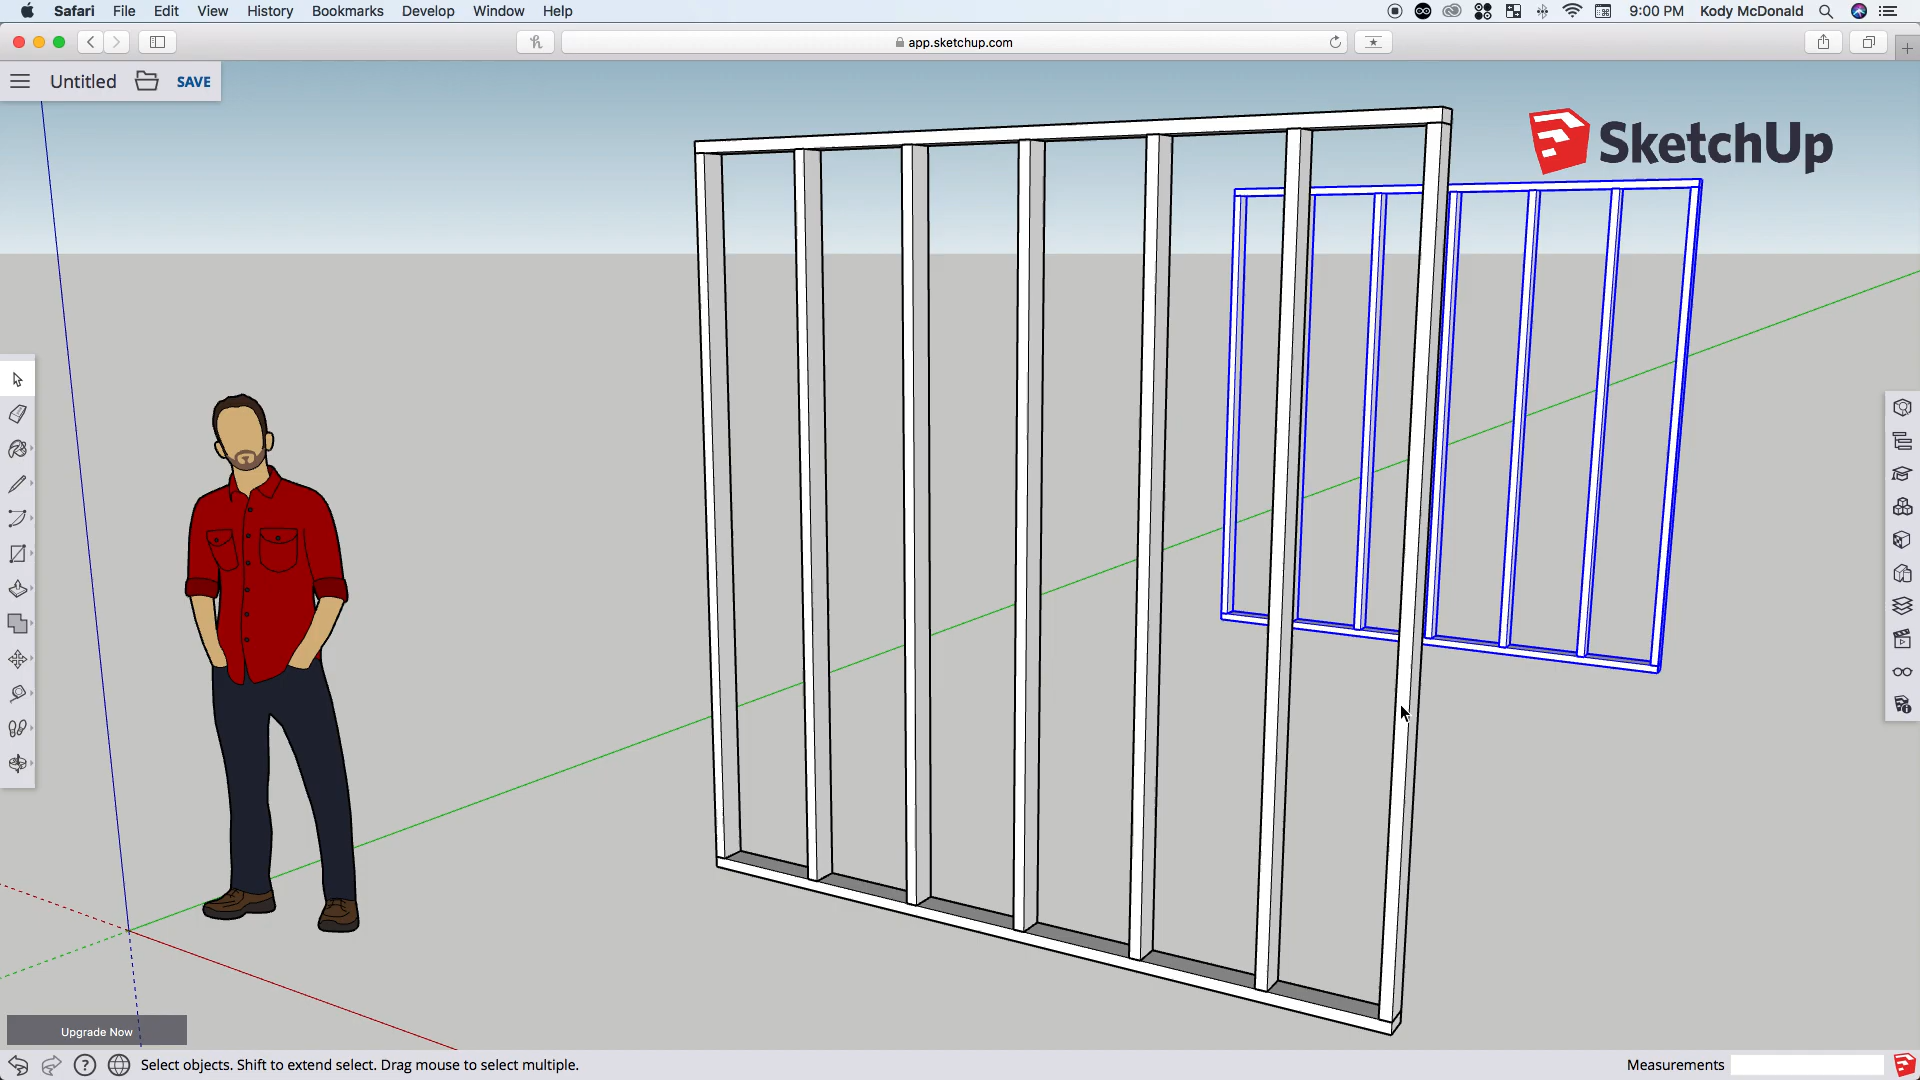 Safari File Edit View History Bookmarks Develop Window Help 9:00 PM Kody McDonald
app.sketchup.com
Untitled SAVE
SketchUp
Upgrade Now
Select objects. Shift to extend select. Drag mouse to select multiple. Measurements